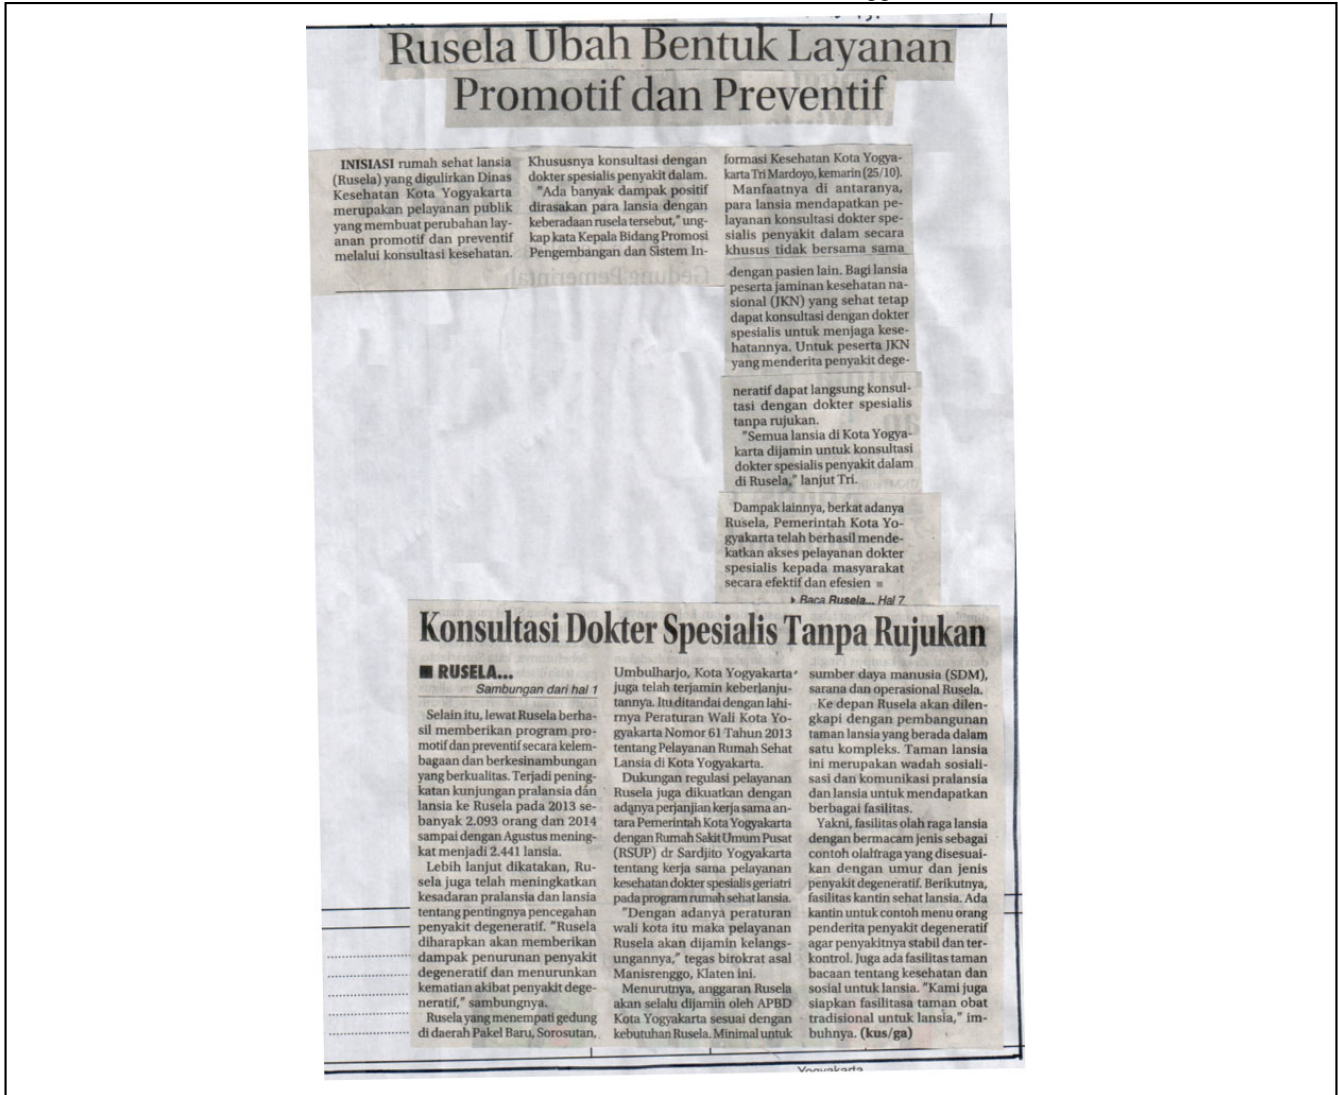 Rusela Ubah Bentuk Layanan
Promotif dan Preventif
INISIASI rumah sehat lansia
(Rusela) yang digulirkan Dinas
Kesehatan Kota Yogyakarta
merupakan pelayanan publik
yang membuat perubahan lay-
anan promotif dan preventif
melalui konsultasi kesehatan.
Khususnya konsultasi dengan
dokter spesialis penyakit dalam.
"Ada banyak dampak positif
dirasakan para lansia dengan
keberadaan rusela tersebut," ung-
kap kata Kepala Bidang Promosi
Pengembangan dan Sistem In-
formasi Kesehatan Kota Yogya-
karta Tri Mardoyo, kemarin (25/10).
Manfaatnya di antaranya,
para lansia mendapatkan pe-
layanan konsultasi dokter spe-
sialis penyakit dalam secara
khusus tidak bersama sama
dengan pasien lain. Bagi lansia
peserta jaminan kesehatan na-
sional (JKN) yang sehat tetap
dapat konsultasi dengan dokter
spesialis untuk menjaga kese-
hatannya. Untuk peserta JKN
yang menderita penyakit dege-
neratif dapat langsung konsul-
tasi dengan dokter spesialis
tanpa rujukan.
"Semua lansia di Kota Yogya-
karta dijamin untuk konsultasi
dokter spesialis penyakit dalam
di Rusela," lanjut Tri.
Dampak lainnya, berkat adanya
Rusela, Pemerintah Kota Yo-
gyakarta telah berhasil mende-
katkan akses pelayanan dokter
spesialis kepada masyarakat
secara efektif dan efesien ■
▸ Baca Rusela... Hal 7
Konsultasi Dokter Spesialis Tanpa Rujukan
■ RUSELA...
Sambungan dari hal 1
Selain itu, lewat Rusela berha-
sil memberikan program pro-
motif dan preventif secara kelem-
bagaan dan berkesinambungan
yang berkualitas. Terjadi pening-
katan kunjungan pralansia dan
lansia ke Rusela pada 2013 se-
banyak 2.093 orang dan 2014
sampai dengan Agustus mening-
kat menjadi 2.441 lansia.
Lebih lanjut dikatakan, Ru-
sela juga telah meningkatkan
kesadaran pralansia dan lansia
tentang pentingnya pencegahan
penyakit degeneratif. "Rusela
diharapkan akan memberikan
dampak penurunan penyakit
degeneratif dan menurunkan
kematian akibat penyakit dege-
neratif," sambungnya.
Rusela yang menempati gedung
di daerah Pakel Baru, Sorosutan,
Umbulharjo, Kota Yogyakarta
juga telah terjamin keberlanju-
tannya. Itu ditandai dengan lahi-
rnya Peraturan Wali Kota Yo-
gyakarta Nomor 61 Tahun 2013
tentang Pelayanan Rumah Sehat
Lansia di Kota Yogyakarta.
Dukungan regulasi pelayanan
Rusela juga dikuatkan dengan
adanya perjanjian kerja sama an-
tara Pemerintah Kota Yogyakarta
dengan Rumah Sakit Umum Pusat
(RSUP) dr Sardjito Yogyakarta
tentang kerja sama pelayanan
kesehatan dokter spesialis geriatri
pada program rumah sehat lansia.
"Dengan adanya peraturan
wali kota itu maka pelayanan
Rusela akan dijamin kelangs-
ungannya," tegas birokrat asal
Manisrenggo, Klaten ini.
Menurutnya, anggaran Rusela
akan selalu dijamin oleh APBD
Kota Yogyakarta sesuai dengan
kebutuhan Rusela. Minimal untuk
sumber daya manusia (SDM),
sarana dan operasional Rusela.
Ke depan Rusela akan dilen-
gkapi dengan pembangunan
taman lansia yang berada dalam
satu kompleks. Taman lansia
ini merupakan wadah sosiali-
sasi dan komunikasi pralansia
dan lansia untuk mendapatkan
berbagai fasilitas.
Yakni, fasilitas olah raga lansia
dengan bermacam jenis sebagai
contoh olahfraga yang disesuai-
kan dengan umur dan jenis
penyakit degeneratif. Berikutnya,
fasilitas kantin sehat lansia. Ada
kantin untuk contoh menu orang
penderita penyakit degeneratif
agar penyakitnya stabil dan ter-
kontrol. Juga ada fasilitas taman
bacaan tentang kesehatan dan
sosial untuk lansia. "Kami juga
siapkan fasilitasa taman obat
tradisional untuk lansia," im-
buhnya. (kus/ga)
Yogyakarta